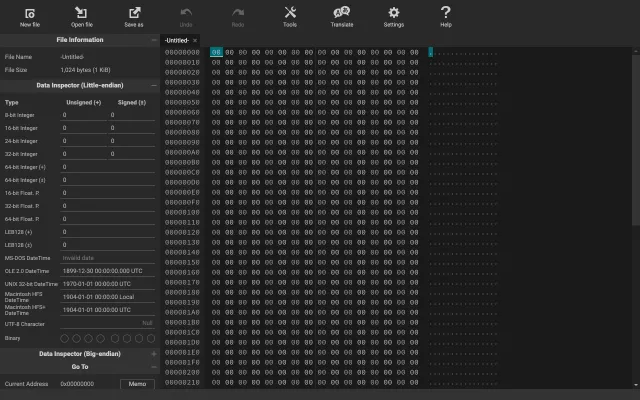 New file Open file Save as Undo Redo Tools Translate Settings Help
File Information
File Name -Untitled-
File Size 1,024 bytes (1 KiB)
Data Inspector (Little-endian)
Type Unsigned (+) Signed (±)
8-bit Integer 0 0
16-bit Integer 0 0
24-bit Integer 0 0
32-bit Integer 0 0
64-bit Integer (+) 0
64-bit Integer (±) 0
16-bit Float. P. 0
32-bit Float. P. 0
64-bit Float. P. 0
LEB128 (+) 0
LEB128 (±) 0
MS-DOS DateTime Invalid date
OLE 2.0 DateTime 1899-12-30 00:00:00.000 UTC
UNIX 32-bit DateTime 1970-01-01 00:00:00 UTC
Macintosh HFS DateTime 1904-01-01 00:00:00 Local
Macintosh HFS+ DateTime 1904-01-01 00:00:00 UTC
UTF-8 Character Null
Binary
Data Inspector (Big-endian)
Go To
Current Address 0x00000000 Memo
-Untitled- ×
00000000 00 00 00 00 00 00 00 00 00 00 00 00 00 00 00 00 ................
00000010 00 00 00 00 00 00 00 00 00 00 00 00 00 00 00 00 ................
00000020 00 00 00 00 00 00 00 00 00 00 00 00 00 00 00 00 ................
00000030 00 00 00 00 00 00 00 00 00 00 00 00 00 00 00 00 ................
00000040 00 00 00 00 00 00 00 00 00 00 00 00 00 00 00 00 ................
00000050 00 00 00 00 00 00 00 00 00 00 00 00 00 00 00 00 ................
00000060 00 00 00 00 00 00 00 00 00 00 00 00 00 00 00 00 ................
00000070 00 00 00 00 00 00 00 00 00 00 00 00 00 00 00 00 ................
00000080 00 00 00 00 00 00 00 00 00 00 00 00 00 00 00 00 ................
00000090 00 00 00 00 00 00 00 00 00 00 00 00 00 00 00 00 ................
000000A0 00 00 00 00 00 00 00 00 00 00 00 00 00 00 00 00 ................
000000B0 00 00 00 00 00 00 00 00 00 00 00 00 00 00 00 00 ................
000000C0 00 00 00 00 00 00 00 00 00 00 00 00 00 00 00 00 ................
000000D0 00 00 00 00 00 00 00 00 00 00 00 00 00 00 00 00 ................
000000E0 00 00 00 00 00 00 00 00 00 00 00 00 00 00 00 00 ................
000000F0 00 00 00 00 00 00 00 00 00 00 00 00 00 00 00 00 ................
00000100 00 00 00 00 00 00 00 00 00 00 00 00 00 00 00 00 ................
00000110 00 00 00 00 00 00 00 00 00 00 00 00 00 00 00 00 ................
00000120 00 00 00 00 00 00 00 00 00 00 00 00 00 00 00 00 ................
00000130 00 00 00 00 00 00 00 00 00 00 00 00 00 00 00 00 ................
00000140 00 00 00 00 00 00 00 00 00 00 00 00 00 00 00 00 ................
00000150 00 00 00 00 00 00 00 00 00 00 00 00 00 00 00 00 ................
00000160 00 00 00 00 00 00 00 00 00 00 00 00 00 00 00 00 ................
00000170 00 00 00 00 00 00 00 00 00 00 00 00 00 00 00 00 ................
00000180 00 00 00 00 00 00 00 00 00 00 00 00 00 00 00 00 ................
00000190 00 00 00 00 00 00 00 00 00 00 00 00 00 00 00 00 ................
000001A0 00 00 00 00 00 00 00 00 00 00 00 00 00 00 00 00 ................
000001B0 00 00 00 00 00 00 00 00 00 00 00 00 00 00 00 00 ................
000001C0 00 00 00 00 00 00 00 00 00 00 00 00 00 00 00 00 ................
000001D0 00 00 00 00 00 00 00 00 00 00 00 00 00 00 00 00 ................
000001E0 00 00 00 00 00 00 00 00 00 00 00 00 00 00 00 00 ................
000001F0 00 00 00 00 00 00 00 00 00 00 00 00 00 00 00 00 ................
00000200 00 00 00 00 00 00 00 00 00 00 00 00 00 00 00 00 ................
00000210 00 00 00 00 00 00 00 00 00 00 00 00 00 00 00 00 ................